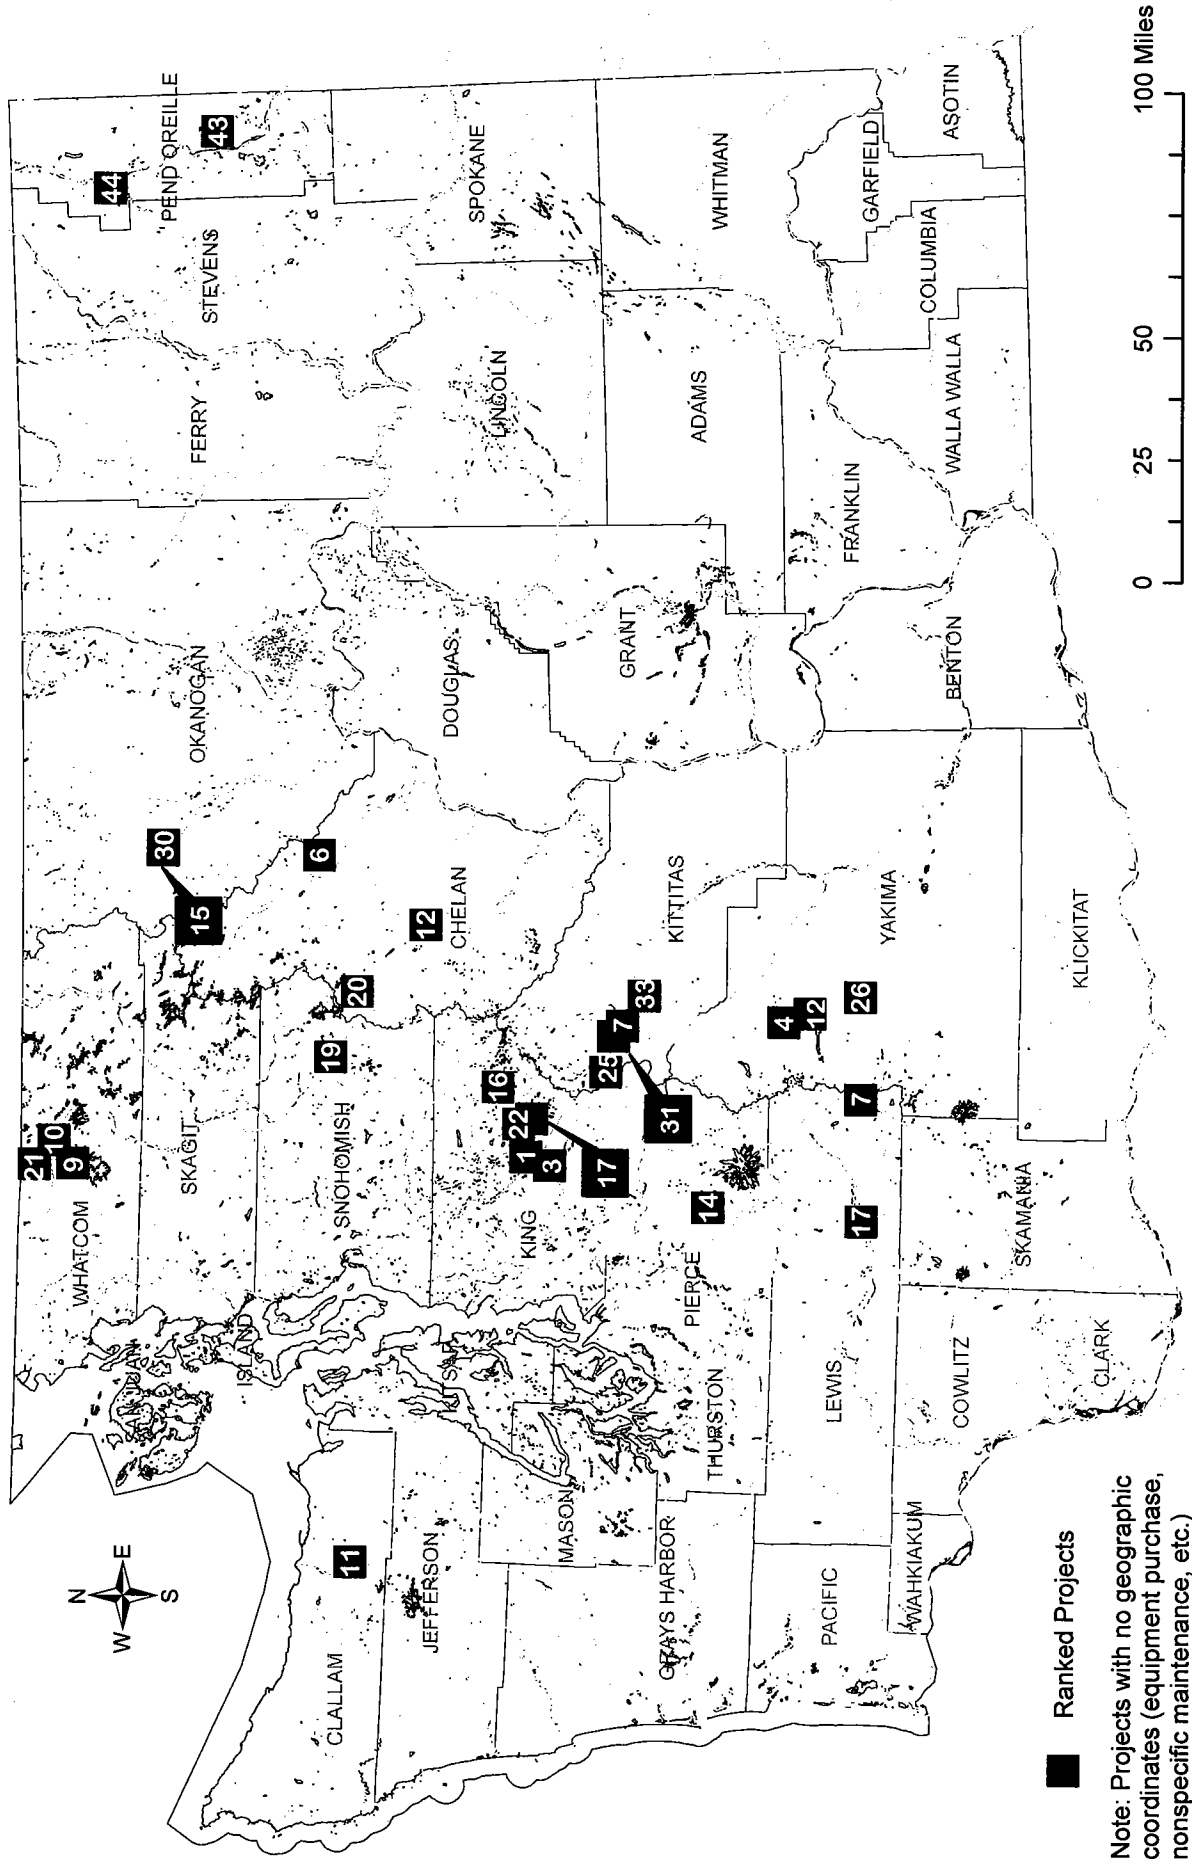 N
W
E
S
WHATCOM
SAN JUAN
SKAGIT
ISLAND
SNOHOMISH
CLALLAM
JEFFERSON
KING
MASON
GRAYS HARBOR
THURSTON
PIERCE
PACIFIC
LEWIS
WAHKIAKUM
COWLITZ
SKAMANIA
CLARK
OKANOGAN
FERRY
STEVENS
PEND OREILLE
CHELAN
DOUGLAS
LINCOLN
SPOKANE
KITTITAS
GRANT
ADAMS
WHITMAN
YAKIMA
BENTON
FRANKLIN
WALLA WALLA
COLUMBIA
GARFIELD
ASOTIN
KLICKITAT
21
10
9
30
15
6
12
20
19
11
16
22
1
3
17
25
7
33
31
14
4
12
26
7
17
44
43
0
25
50
100 Miles
Ranked Projects
Note: Projects with no geographic
coordinates (equipment purchase,
nonspecific maintenance, etc.)